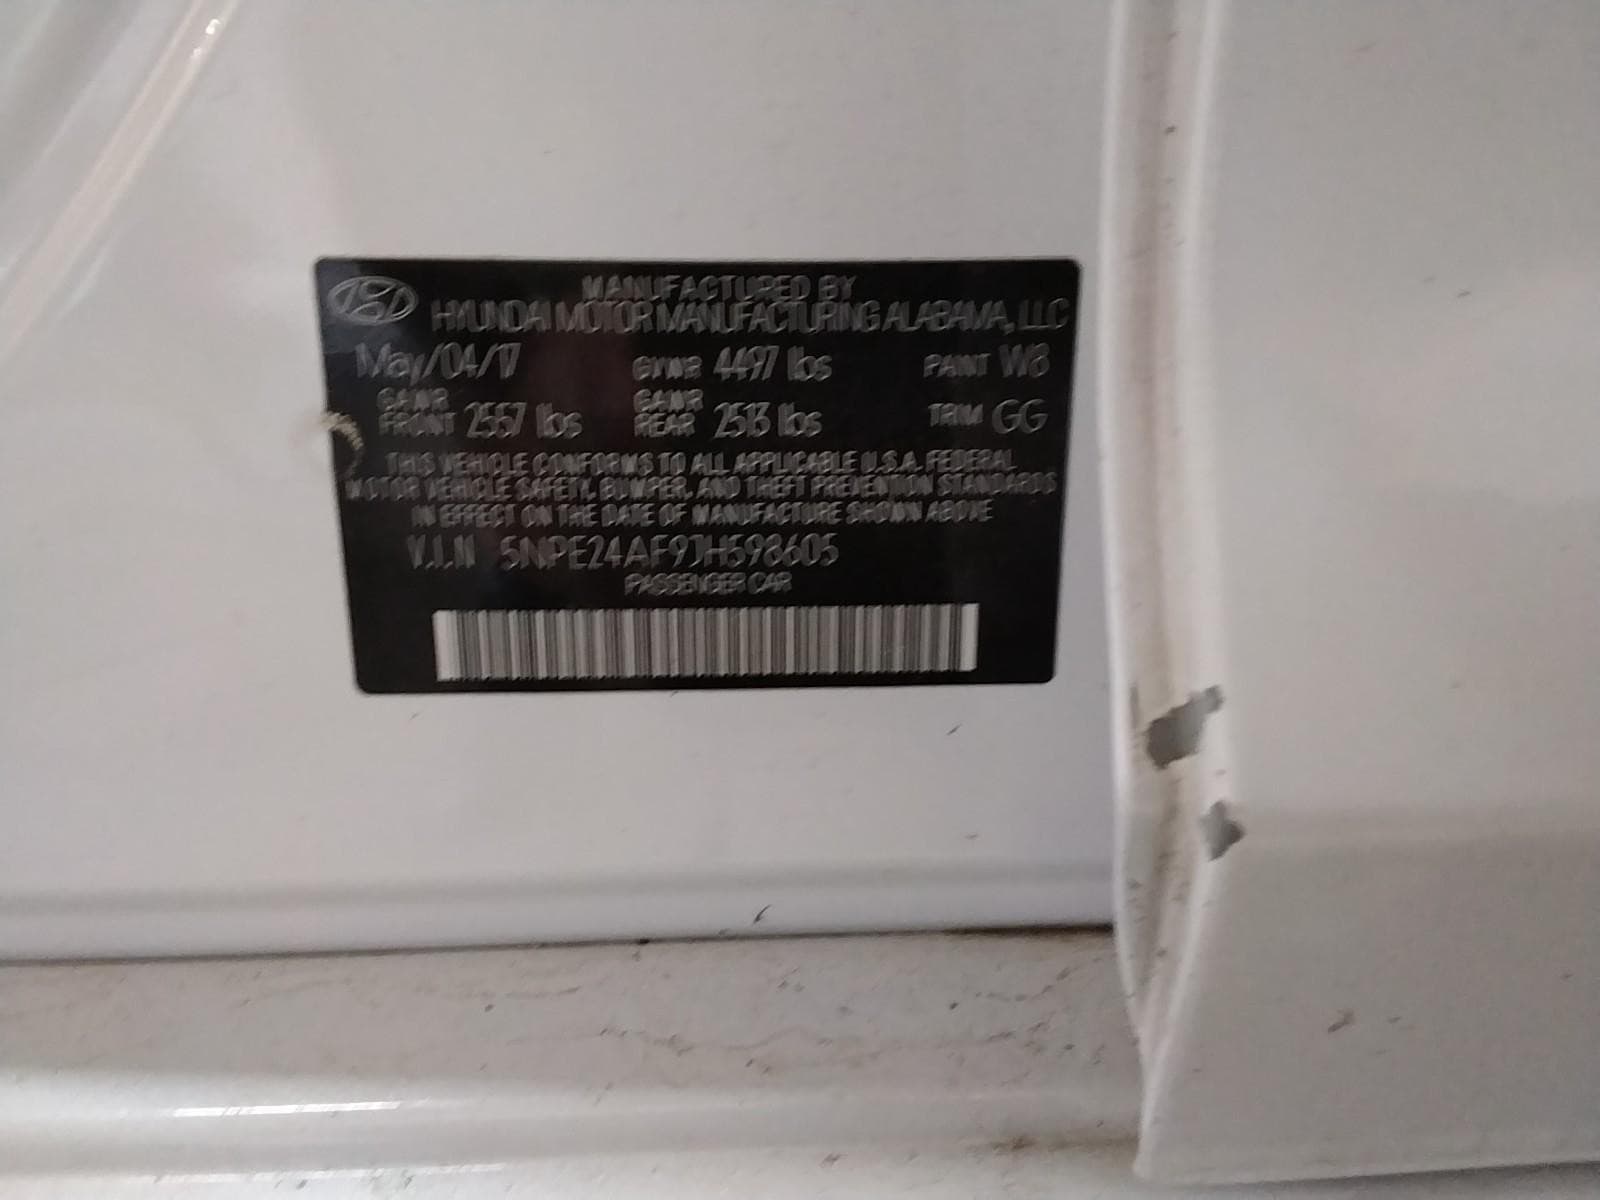 MANUFACTURED BY
HYUNDAI MOTOR MANUFACTURING ALABAMA, LLC
May/04/17 GVWR 4497 lbs PAINT W8
GAWR FRONT 2557 lbs GAWR REAR 2513 lbs TRIM GG
THIS VEHICLE CONFORMS TO ALL APPLICABLE U.S.A. FEDERAL
MOTOR VEHICLE SAFETY, BUMPER, AND THEFT PREVENTION STANDARDS
IN EFFECT ON THE DATE OF MANUFACTURE SHOWN ABOVE
V.I.N 5NPE24AF9JH598605
PASSENGER CAR